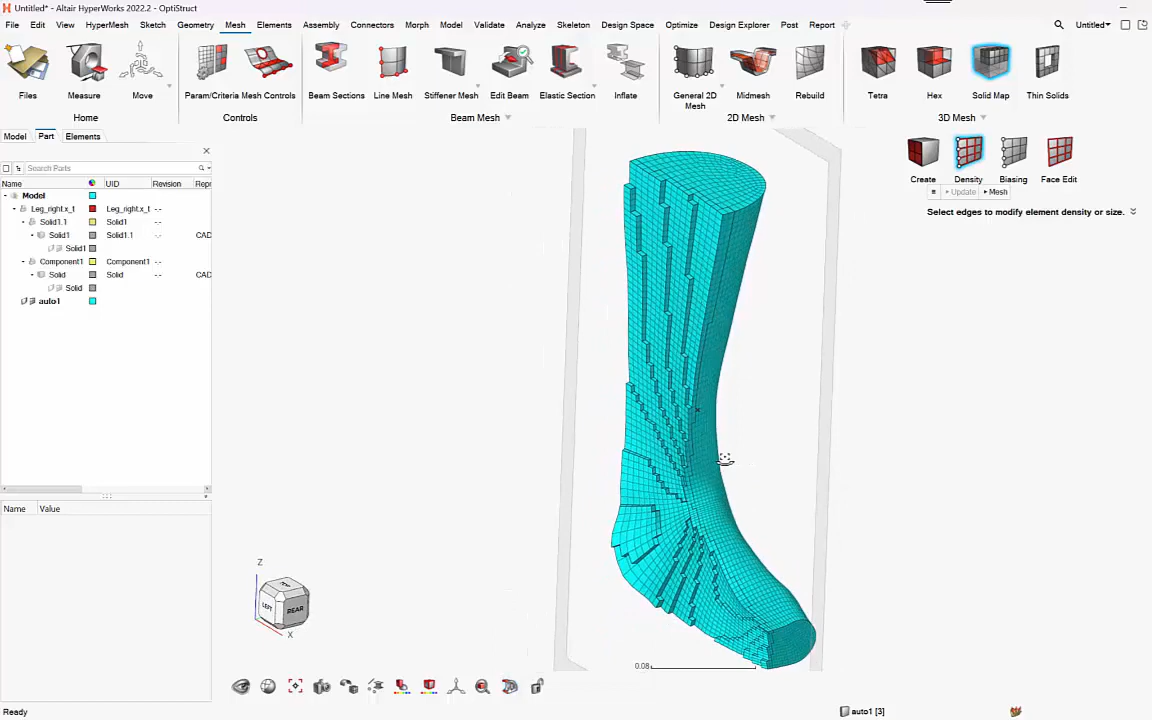 Untitled* - Altair HyperWorks 2022.2 - OptiStruct
File Edit View HyperMesh Sketch Geometry Mesh Elements Assembly Connectors Morph Model Validate Analyze Skeleton Design Space Optimize Design Explorer Post Report Untitled
Files Measure Move Param/Criteria Mesh Controls Beam Sections Line Mesh Stiffener Mesh Edit Beam Elastic Section Inflate General 2D Mesh Midmesh Rebuild Tetra Hex Solid Map Thin Solids
Home Controls Beam Mesh 2D Mesh 3D Mesh
Model Part Elements
Search Parts
Create Density Biasing Face Edit
Name UID Revision Repr
Update Mesh
Model
Leg_right.x_t Leg_right.x_t -.-
Select edges to modify element density or size.
Solid1.1 Solid1 -.-
Solid1 Solid1.1 -.- CAD
Solid1
Component1 Component1 -.-
Solid Solid -.- CAD
Solid
auto1
Name Value
Z
TOP
LEFT REAR
X
0.08
Ready
auto1 [3]